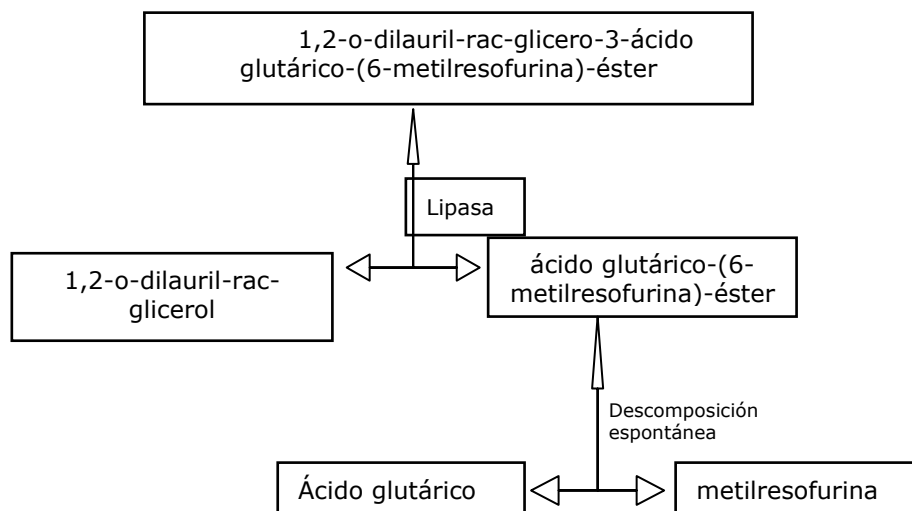 1,2-o-dilauril-rac-glicero-3-ácido
glutárico-(6-metilresofurina)-éster
Lipasa
1,2-o-dilauril-rac-
glicerol
ácido glutárico-(6-
metilresofurina)-éster
Descomposición
espontánea
Ácido glutárico
metilresofurina